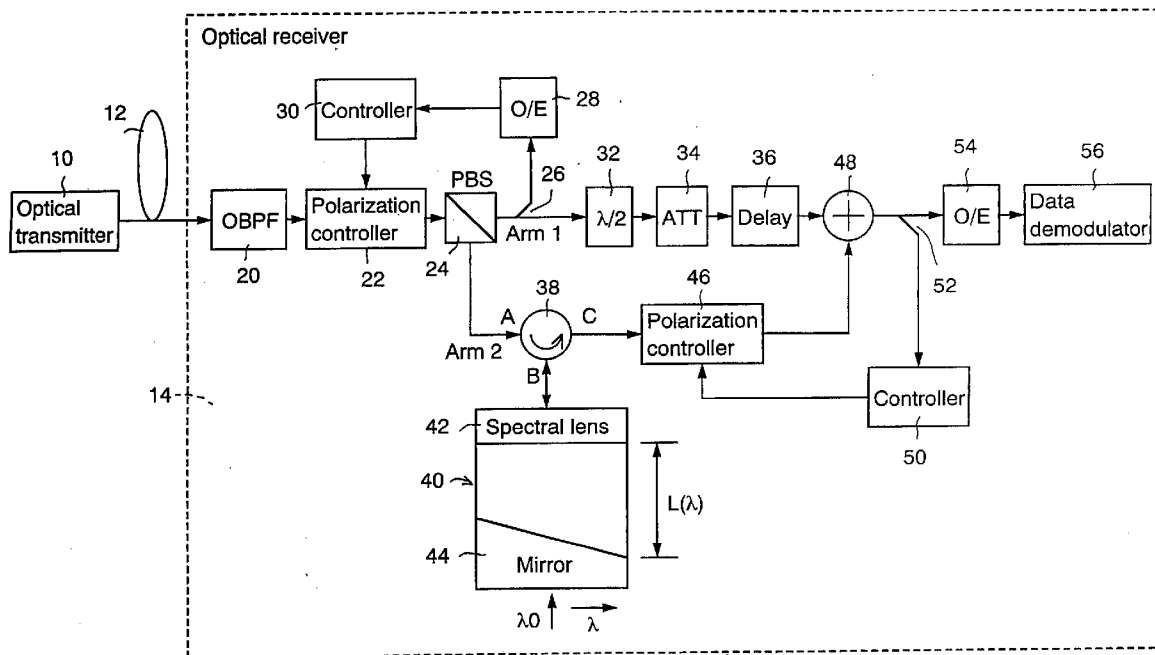 Optical receiver
12
30
Controller
O/E
28
10
32
34
36
48
54
56
PBS
26
Optical
transmitter
OBPF
Polarization
controller
Arm 1
λ/2
ATT
Delay
O/E
Data
demodulator
20
22
24
52
38
46
A
C
Polarization
controller
Arm 2
B
14
Controller
42
Spectral lens
50
40
L(λ)
44
Mirror
λ0
λ